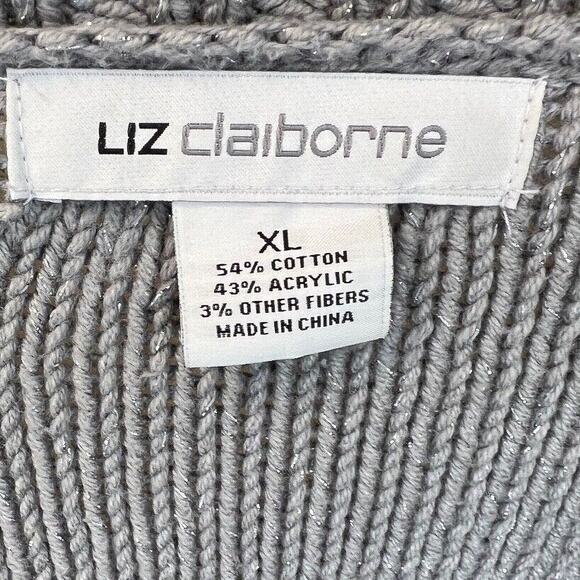 LIZ claiborne
XL
54% COTTON
43% ACRYLIC
3% OTHER FIBERS
MADE IN CHINA